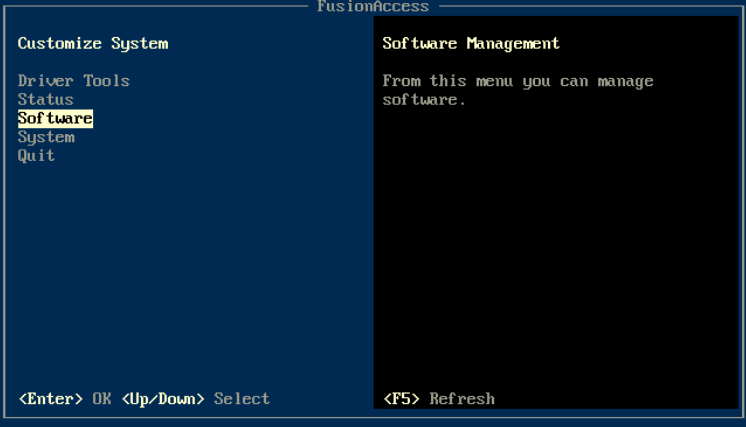 FusionAccess
Customize System
Driver Tools
Status
Software
System
Quit
<Enter> OK <Up/Down> Select
Software Management
From this menu you can manage
software.
<F5> Refresh